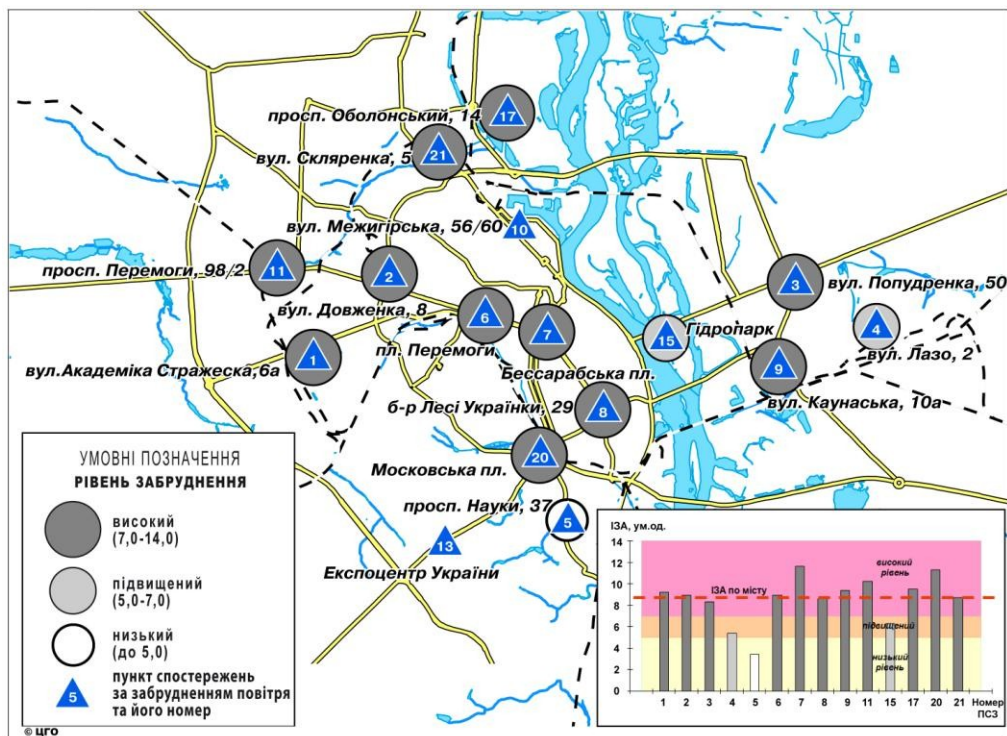 просп. Оболонський, 14
17
вул. Скляренка, 5
21
вул. Межигірська, 56/60
10
просп. Перемоги, 98/2
11
2
3
вул. Попудренка, 50
вул. Довженка, 8
6
7
15
Гідропарк
4
вул. Лазо, 2
1
вул.Академіка Стражеска,6а
пл. Перемоги
Бессарабська пл.
9
вул. Каунаська, 10а
б-р Лесі Українки, 29
8
20
Московська пл.
просп. Науки, 37
5
13
Експоцентр України
УМОВНІ ПОЗНАЧЕННЯ
РІВЕНЬ ЗАБРУДНЕННЯ
високий
(7,0-14,0)
підвищений
(5,0-7,0)
низький
(до 5,0)
5
пункт спостережень
за забрудненням повітря
та його номер
© ЦГО
ІЗА, ум.од.
14
12
10
8
6
4
2
0
високий
рівень
ІЗА по місту
підвищений
низький
рівень
1 2 3 4 5 6 7 8 9 11 15 17 20 21
Номер
ПСЗ